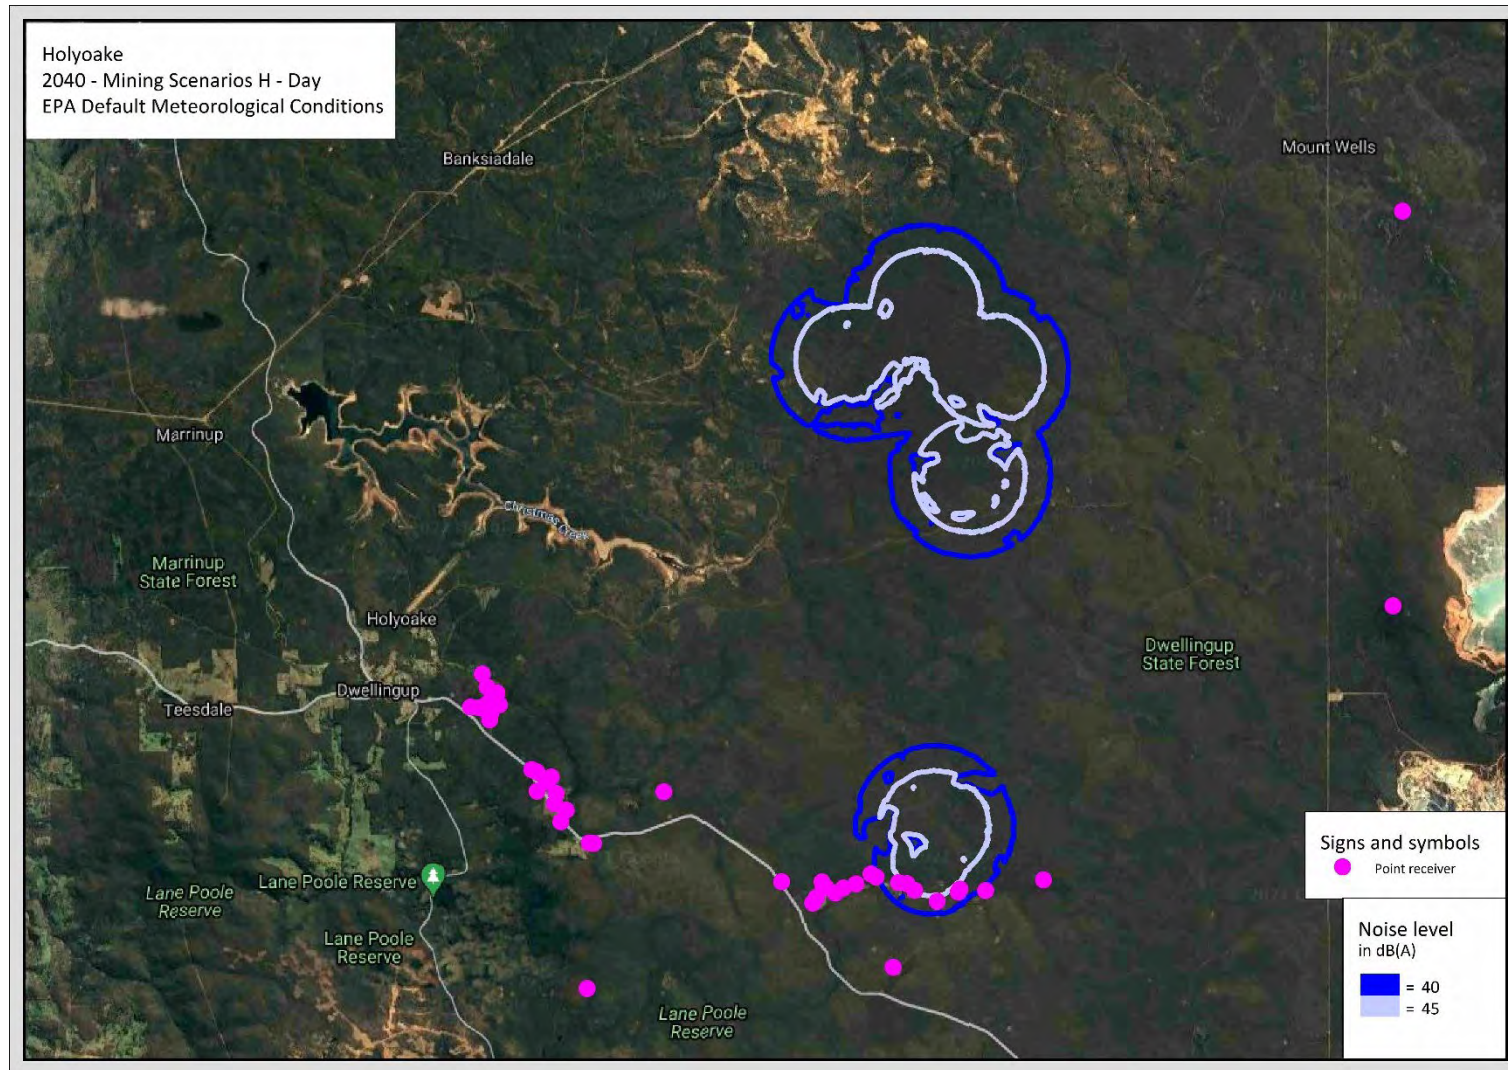 Holyoake
2040 - Mining Scenarios H - Day
EPA Default Meteorological Conditions
Banksiadale
Mount Wells
Marrinup
Christmas Creek
Marrinup
State Forest
Holyoake
Dwellingup
State Forest
Dwellingup
Teesdale
Lane Poole Reserve
Lane Poole
Reserve
Lane Poole
Reserve
Lane Poole
Reserve
Signs and symbols
Point receiver
Noise level
in dB(A)
= 40
= 45